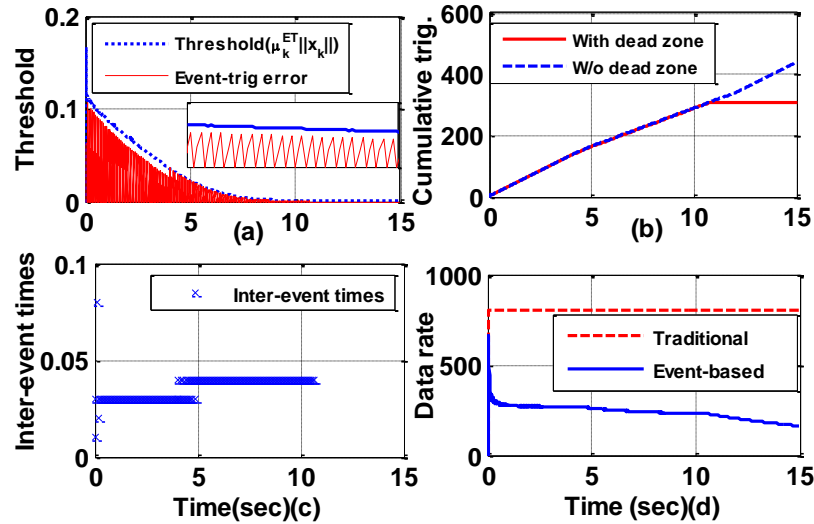 0.2
0.1
0
Threshold
Threshold(μ_k^ET||x_k||)
Event-trig error
0 5 10 15
(a)
600
400
200
0
Cumulative trig.
With dead zone
W/o dead zone
0 5 10 15
(b)
0.1
0.05
0
Inter-event times
Inter-event times
0 5 10 15
Time(sec)(c)
1000
500
0
Data rate
Traditional
Event-based
0 5 10 15
Time (sec)(d)